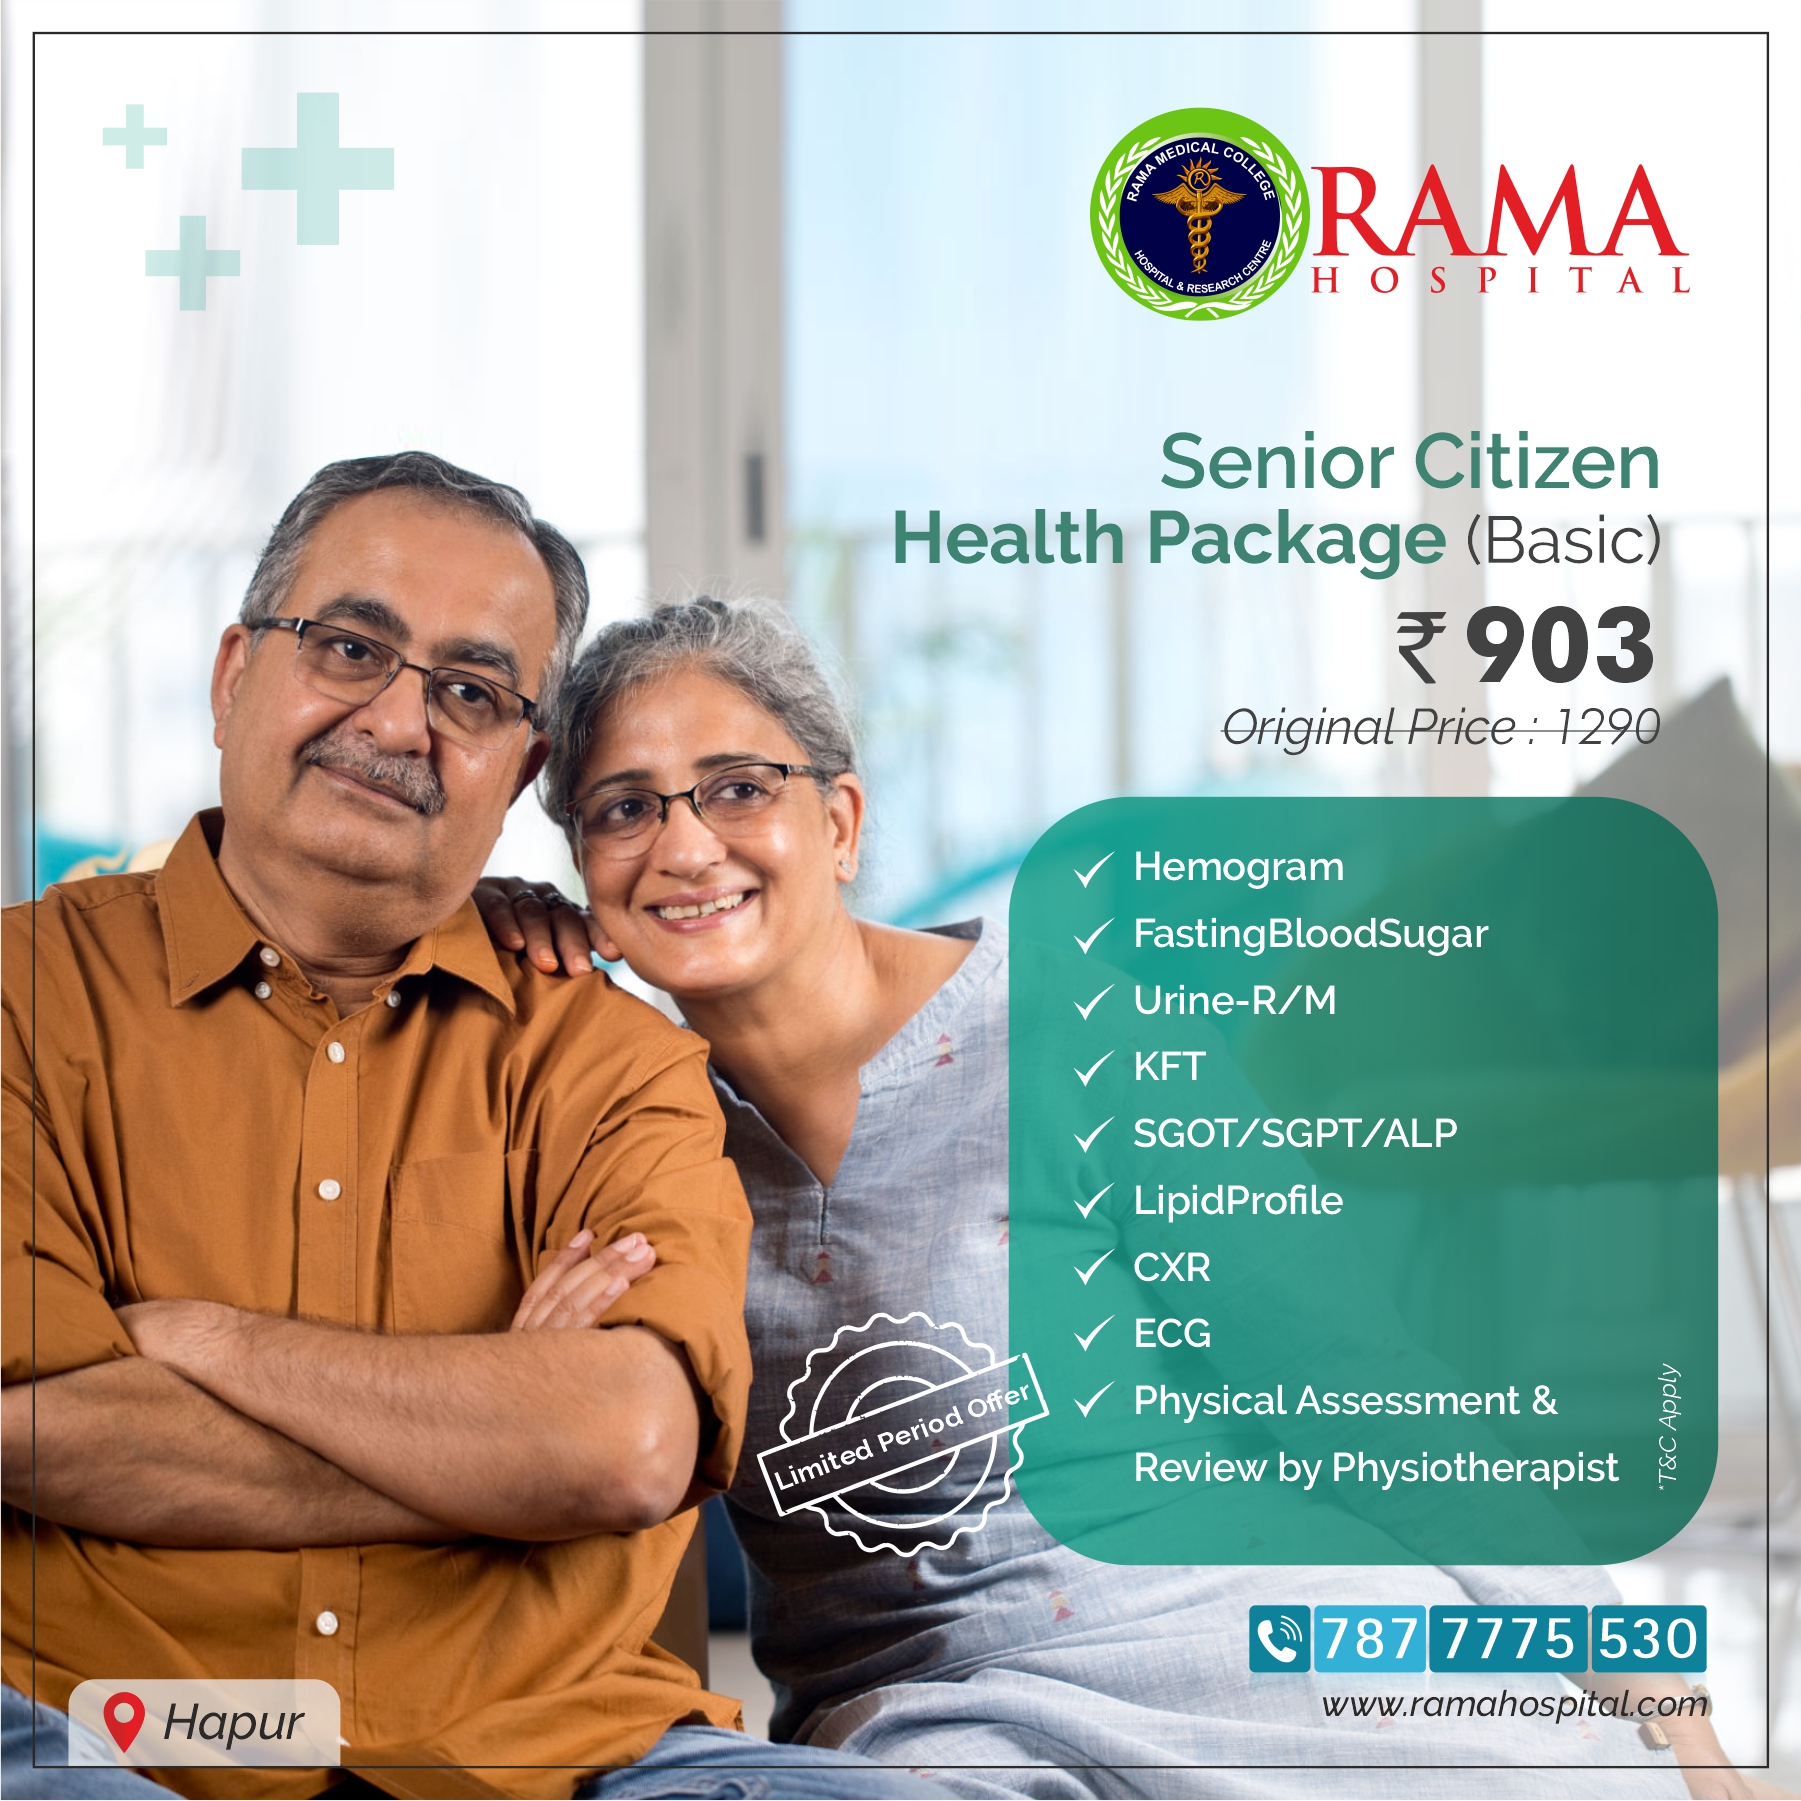 RAMA MEDICAL COLLEGE
HOSPITAL & RESEARCH CENTRE
R
RAMA
HOSPITAL
Senior Citizen
Health Package (Basic)
₹ 903
Original Price : 1290
Hemogram
FastingBloodSugar
Urine-R/M
KFT
SGOT/SGPT/ALP
LipidProfile
CXR
ECG
Physical Assessment &
Review by Physiotherapist
*T&C Apply
Limited Period Offer
787 7775 530
www.ramahospital.com
Hapur